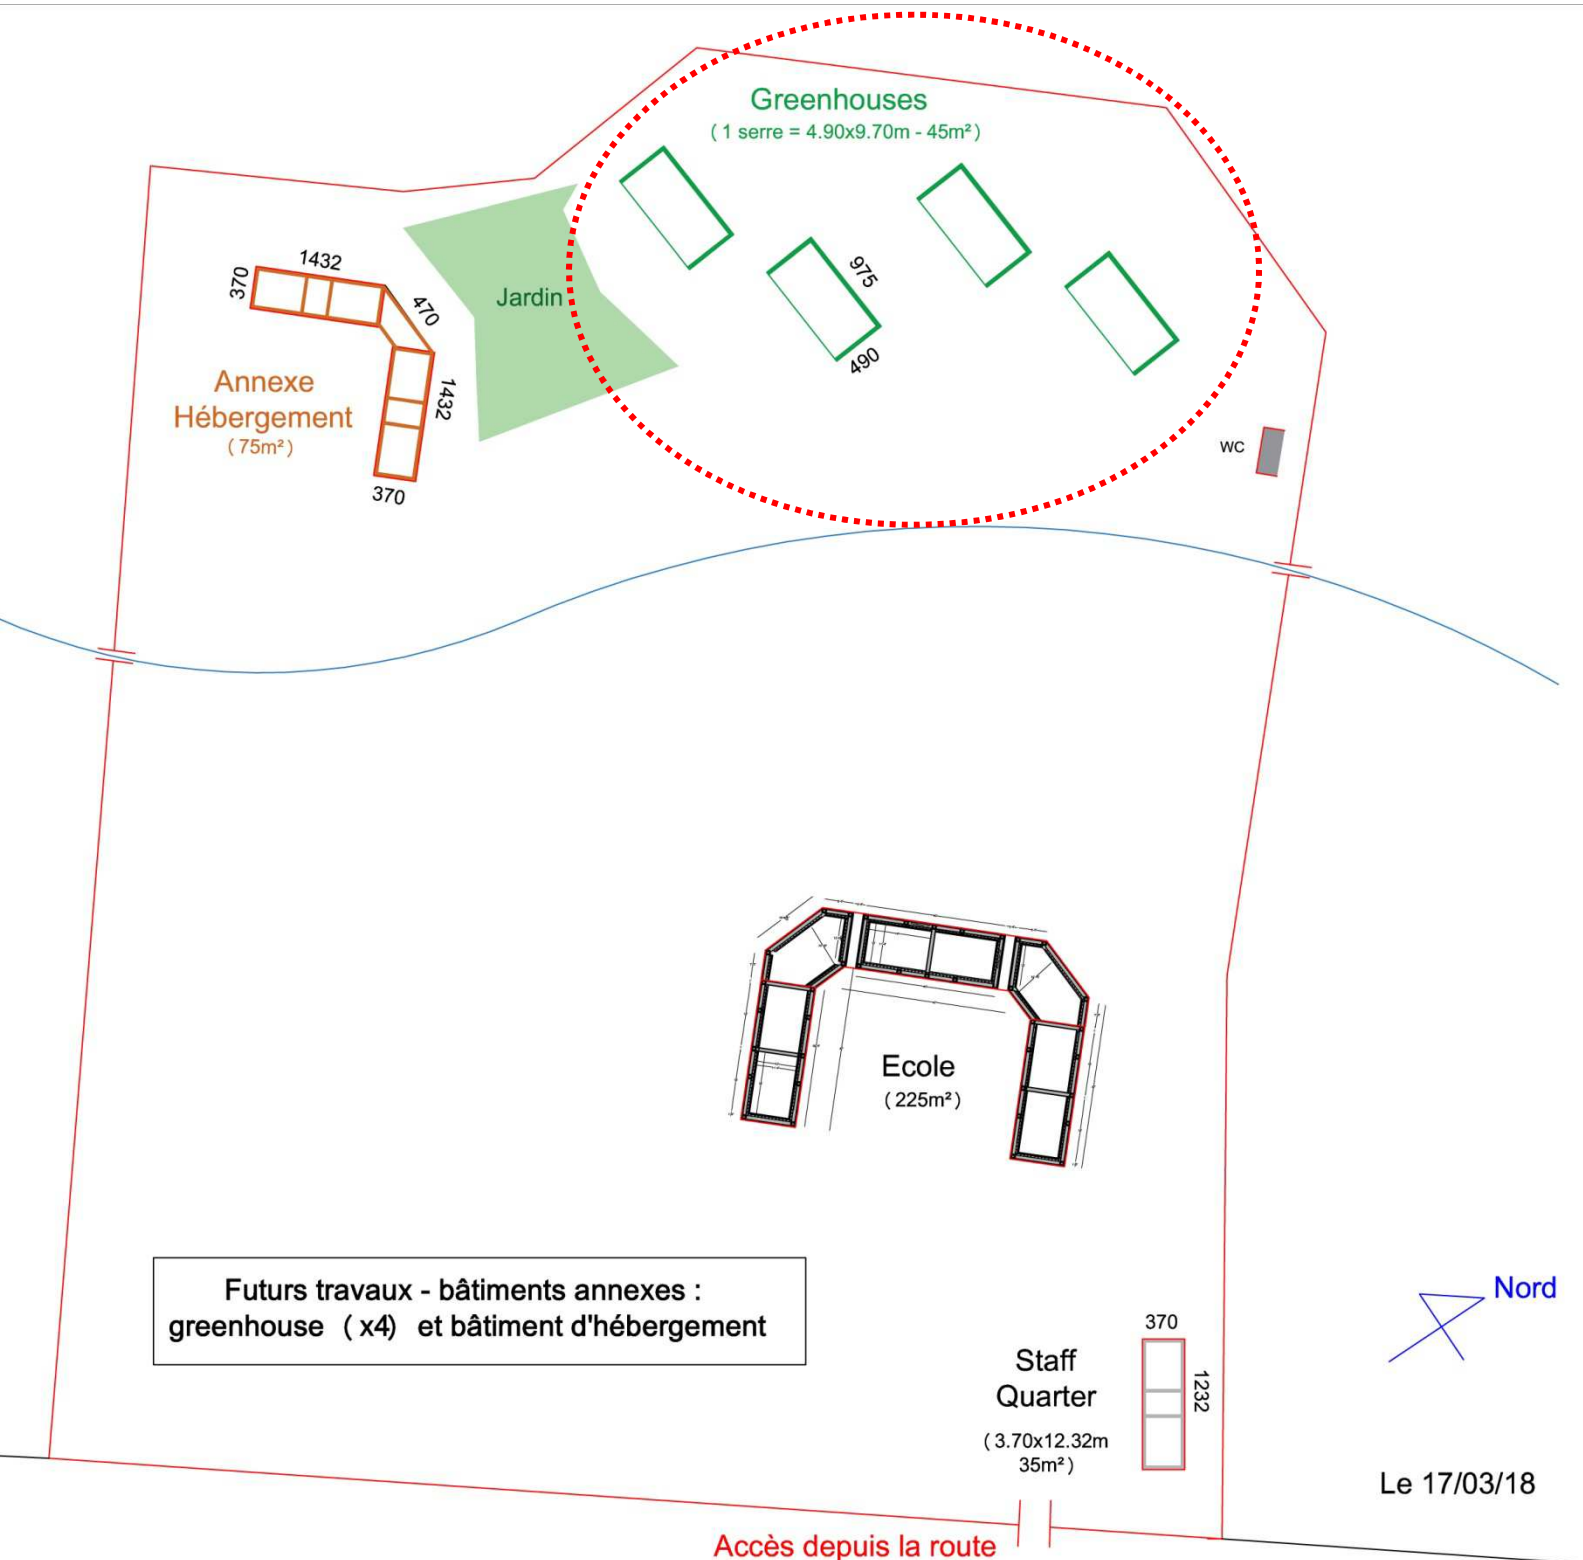 Greenhouses
( 1 serre = 4.90x9.70m - 45m²)
1432
370
470
975
Jardin
490
1432
Annexe
Hébergement
( 75m²)
370
WC
Ecole
( 225m²)
Futurs travaux - bâtiments annexes :
greenhouse ( x4) et bâtiment d'hébergement
Nord
370
Staff
Quarter
1232
( 3.70x12.32m
35m²)
Le 17/03/18
Accès depuis la route